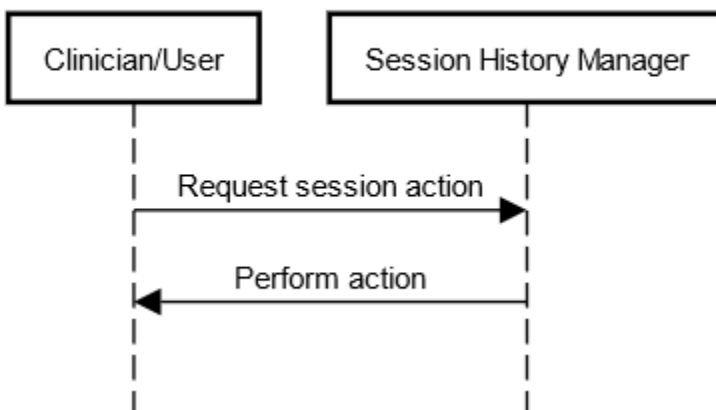 Clinician/User
Session History Manager
Request session action
Perform action